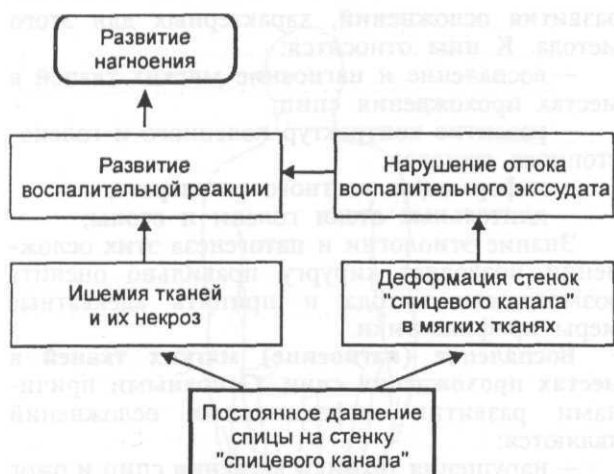 Развитие
нагноения
Развитие
воспалительной реакции
Нарушение оттока
воспалительного экссудата
Ишемия тканей
и их некроз
Деформация стенок
"спицевого канала"
в мягких тканях
Постоянное давление
спицы на стенку
"спицевого канала"